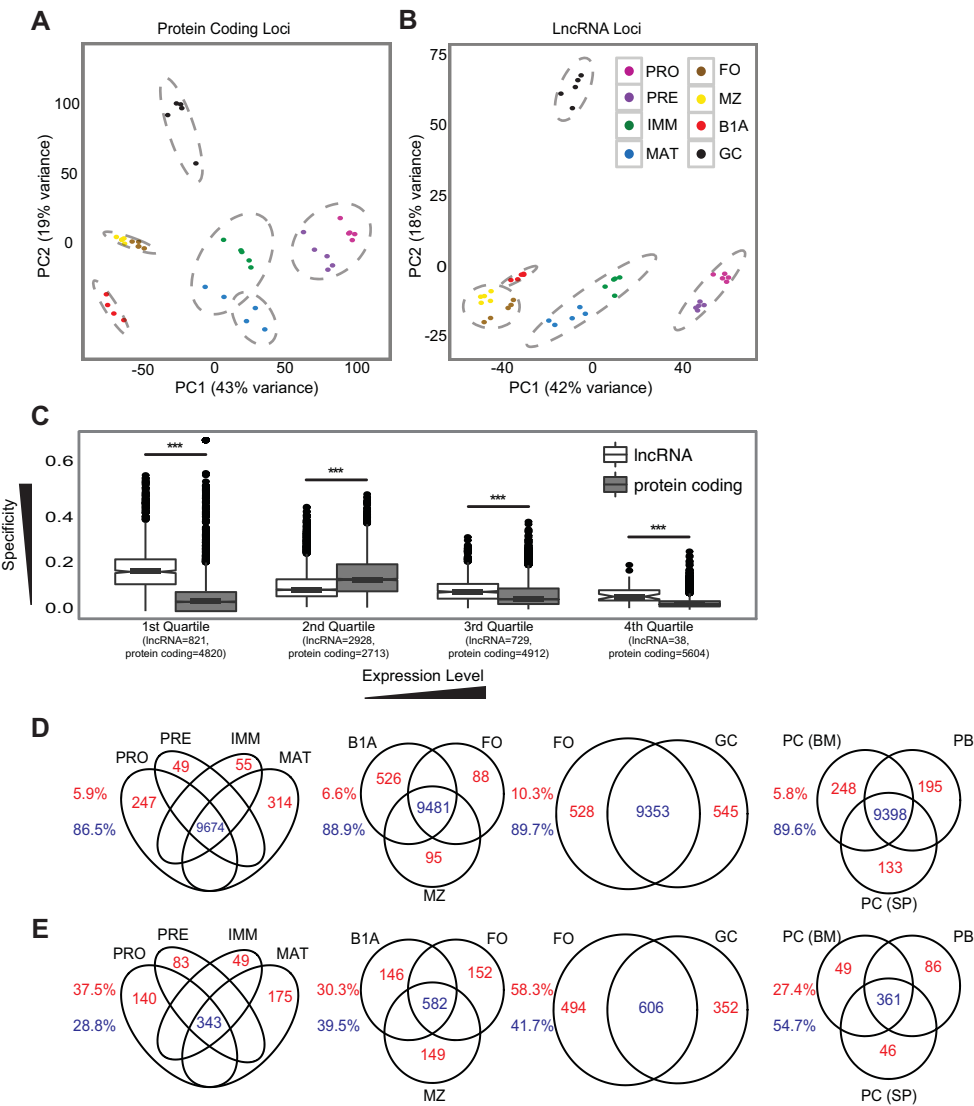 A
Protein Coding Loci
PC2 (19% variance)
100
50
0
-50
0
50
100
PC1 (43% variance)
B
LncRNA Loci
PC2 (18% variance)
75
50
25
0
-25
-40
0
40
PC1 (42% variance)
PRO
PRE
IMM
MAT
FO
MZ
B1A
GC
C
Specificity
0.6
0.4
0.2
0.0
***
***
***
***
lncRNA
protein coding
1st Quartile
(lncRNA=821,
protein coding=4820)
2nd Quartile
(lncRNA=2928,
protein coding=2713)
3rd Quartile
(lncRNA=729,
protein coding=4912)
4th Quartile
(lncRNA=38,
protein coding=5604)
Expression Level
D
PRO
PRE
IMM
MAT
5.9%
86.5%
247
49
55
314
9674
B1A
FO
MZ
6.6%
88.9%
526
88
9481
95
FO
GC
10.3%
89.7%
528
9353
545
PC (BM)
PB
PC (SP)
5.8%
89.6%
248
195
9398
133
E
PRO
PRE
IMM
MAT
37.5%
28.8%
140
83
49
175
343
B1A
FO
MZ
30.3%
39.5%
146
152
582
149
FO
GC
58.3%
41.7%
494
606
352
PC (BM)
PB
PC (SP)
27.4%
54.7%
49
86
361
46